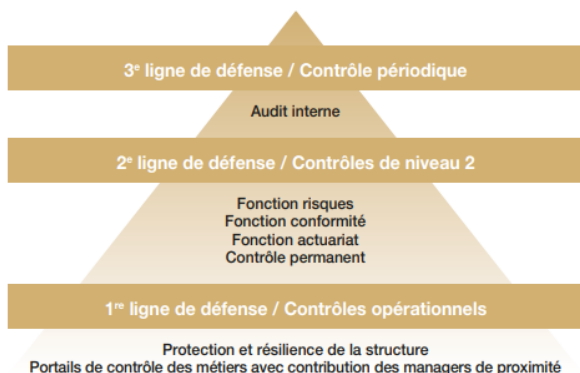 3e ligne de défense / Contrôle périodique
Audit interne
2e ligne de défense / Contrôles de niveau 2
Fonction risques
Fonction conformité
Fonction actuariat
Contrôle permanent
1re ligne de défense / Contrôles opérationnels
Protection et résilience de la structure
Portails de contrôle des métiers avec contribution des managers de proximité